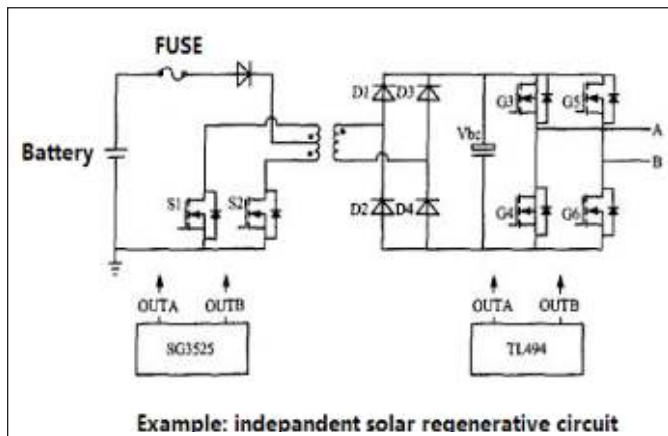 FUSE
D1 D3
G3 G5
A
Battery
Vbc
B
S1 S2
D2 D4
G4 G6
OUTA OUTB
OUTA OUTB
SG3525
TL494
Example: indepandent solar regenerative circuit